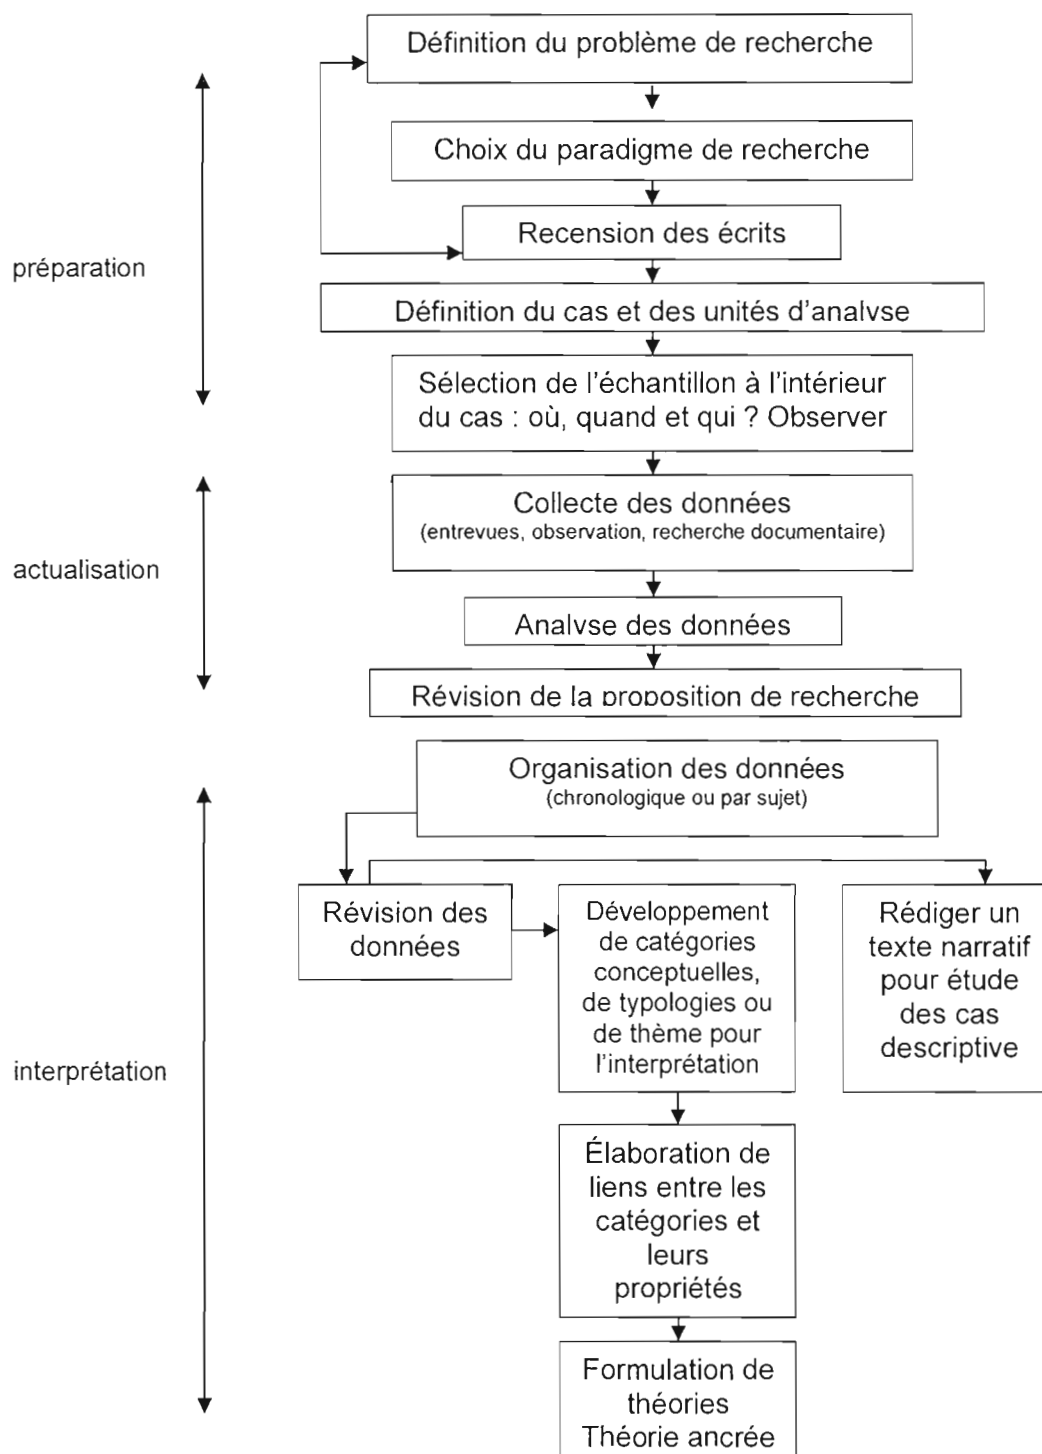 Définition du problème de recherche
Choix du paradigme de recherche
Recension des écrits
préparation
Définition du cas et des unités d'analyse
Sélection de l'échantillon à l'intérieur
du cas : où, quand et qui ? Observer
Collecte des données
(entrevues, observation, recherche documentaire)
actualisation
Analyse des données
Révision de la proposition de recherche
Organisation des données
(chronologique ou par sujet)
Révision des
données
Développement
de catégories
conceptuelles,
de typologies ou
de thème pour
l'interprétation
Rédiger un
texte narratif
pour étude
des cas
descriptive
interprétation
Élaboration de
liens entre les
catégories et
leurs
propriétés
Formulation de
théories
Théorie ancrée